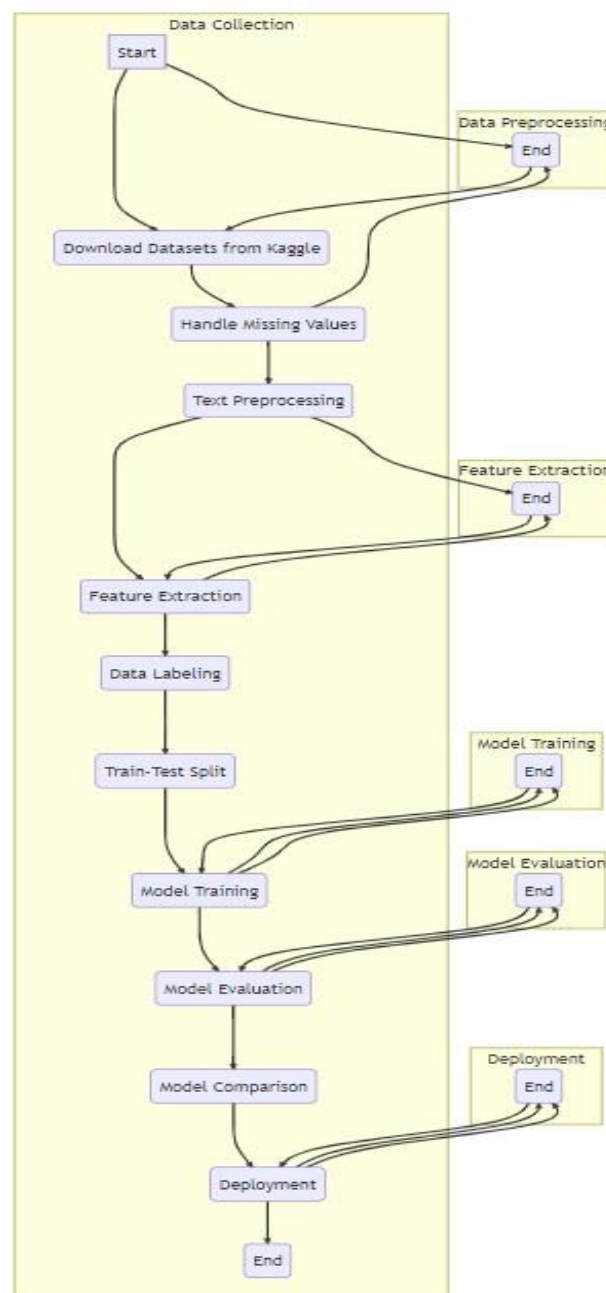 Data Collection
Start
Data Preprocessing
End
Download Datasets from Kaggle
Handle Missing Values
Text Preprocessing
Feature Extraction
End
Feature Extraction
Data Labeling
Model Training
End
Train-Test Split
Model Evaluation
End
Model Training
Model Evaluation
Deployment
End
Model Comparison
Deployment
End